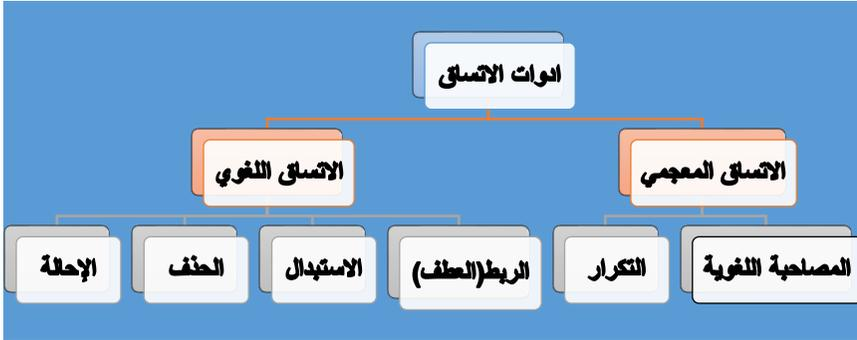 ادوات الاتساق
الاتساق المعجمي
الاتساق اللغوي
المصاحبة اللغوية
التكرار
الربط(العطف)
الاستبدال
الحذف
الإحالة